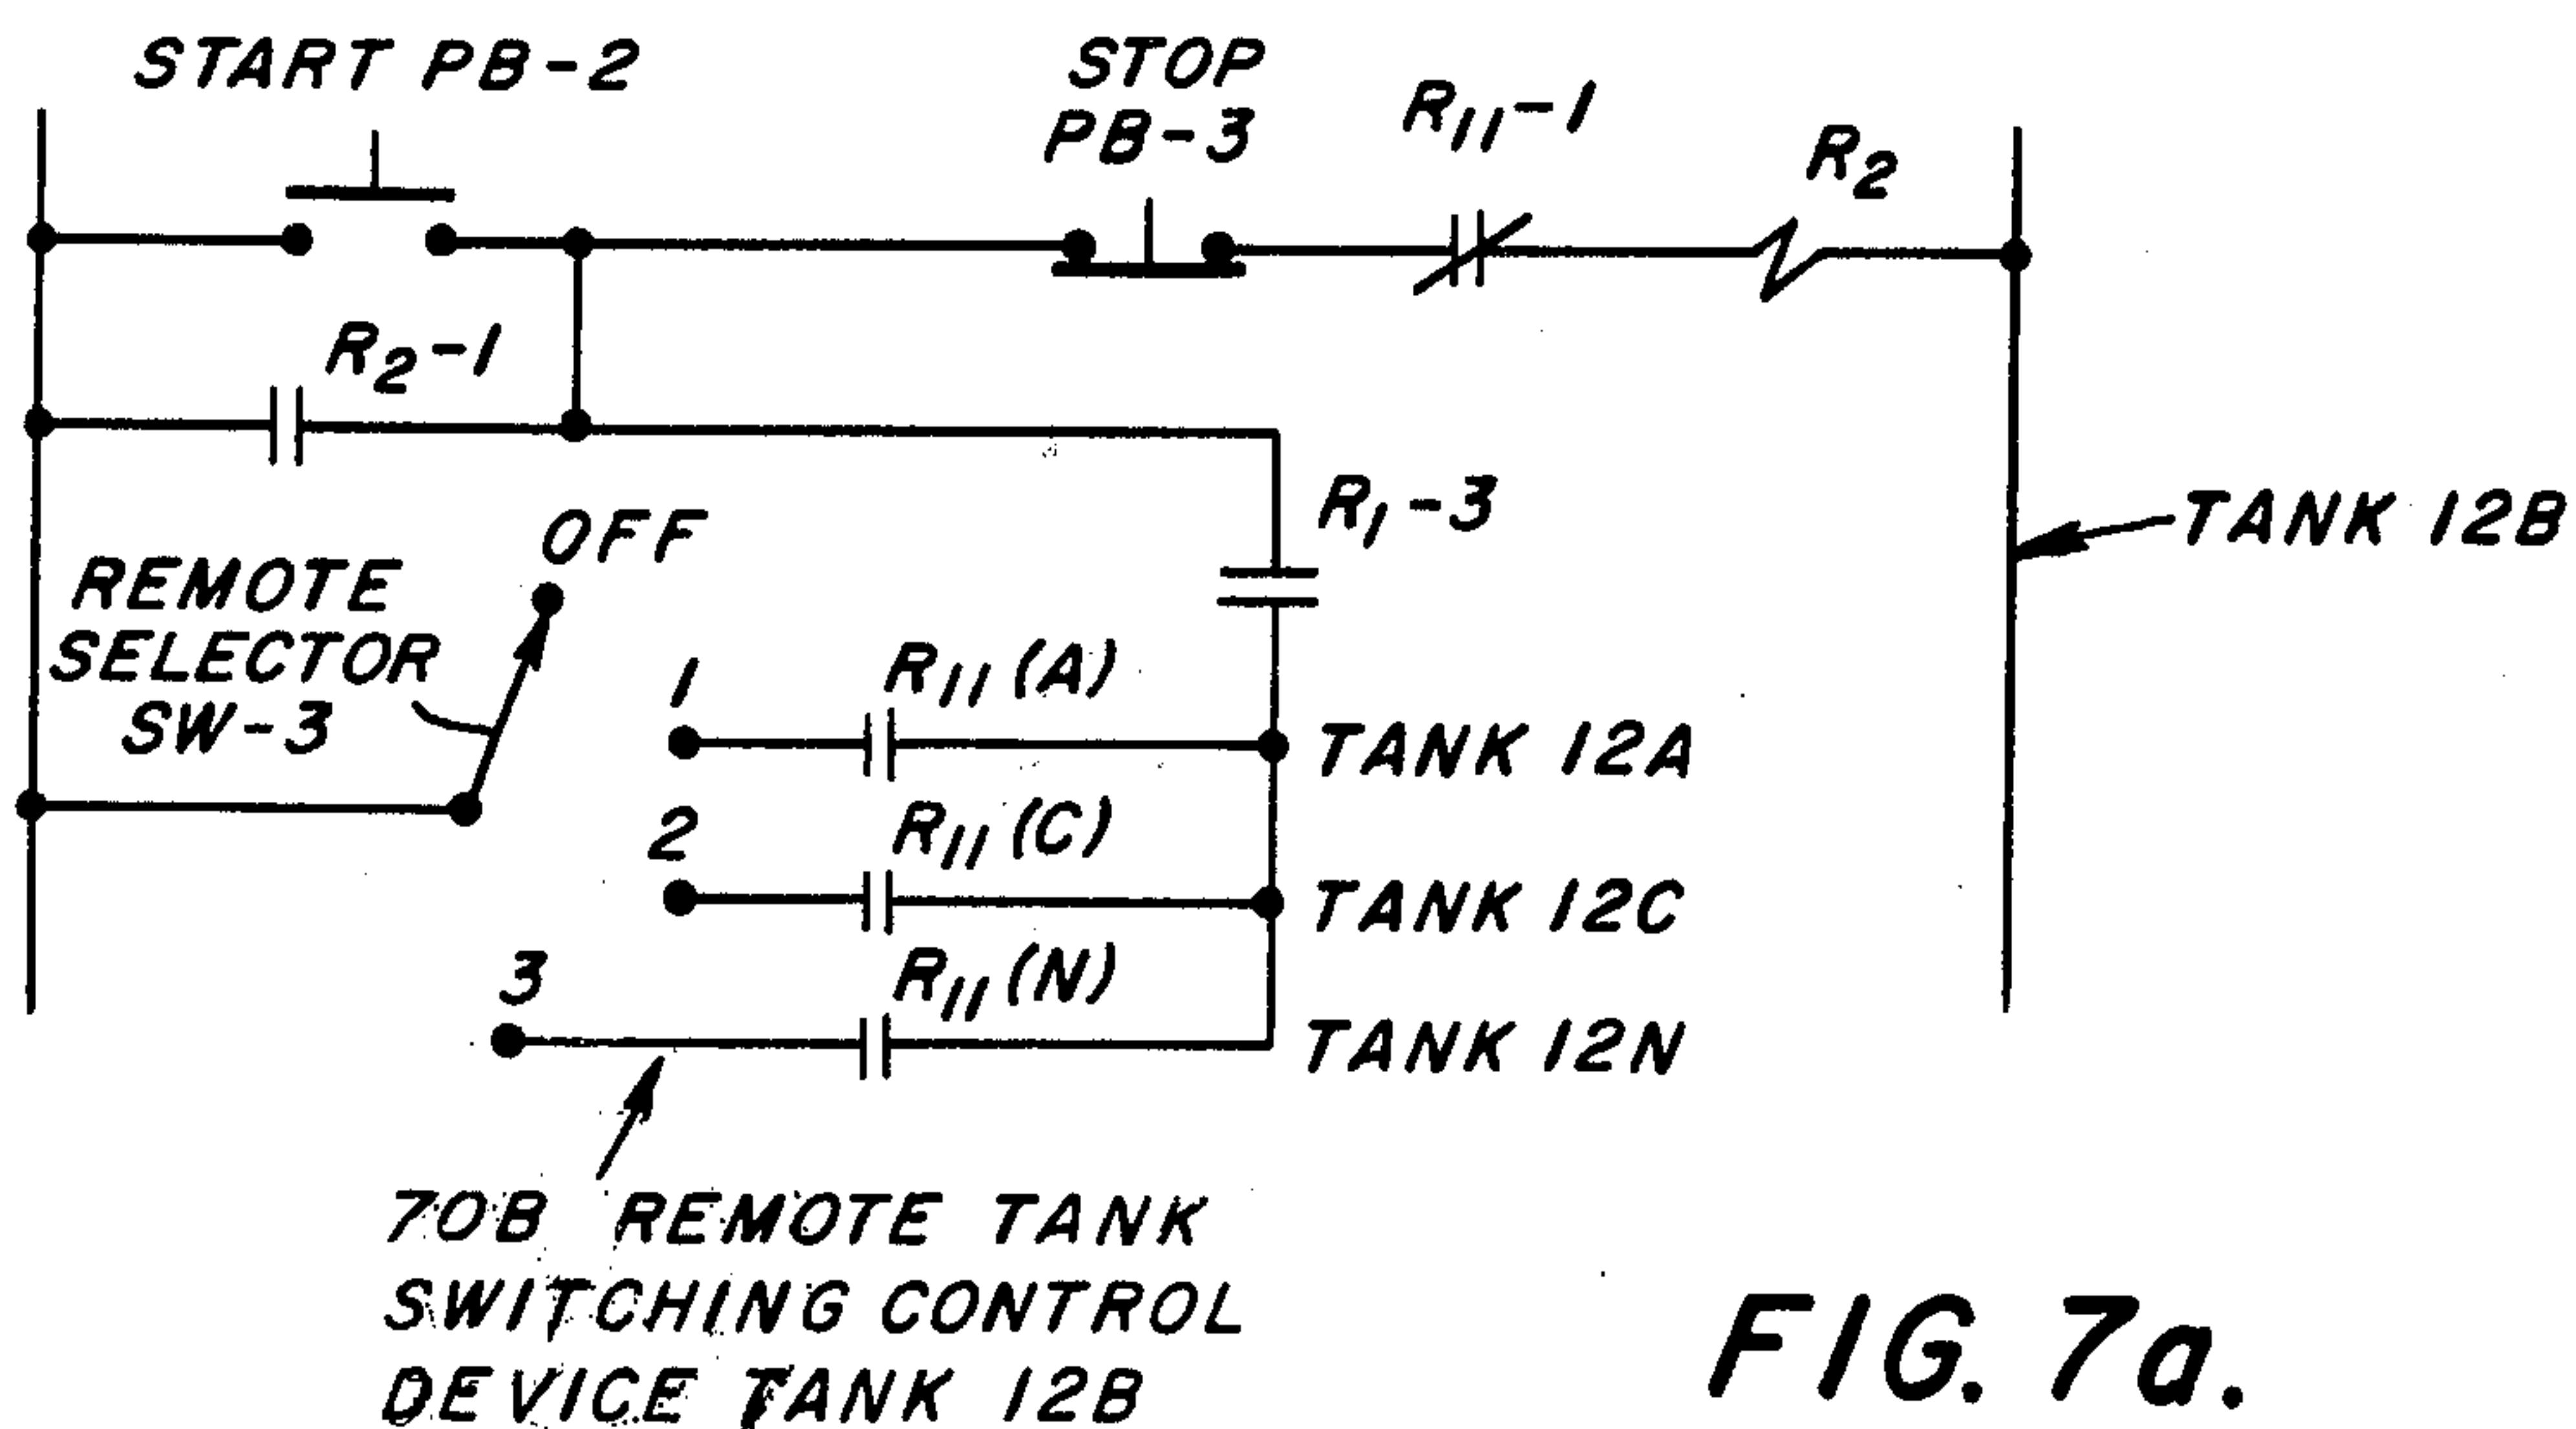 START PB-2
STOP
PB-3
R11-1
R2
R2-1
R1-3
OFF
TANK 12B
REMOTE
SELECTOR
SW-3
1
R11(A)
TANK 12A
2
R11(C)
TANK 12C
3
R11(N)
TANK 12N
70B REMOTE TANK
SWITCHING CONTROL
DEVICE TANK 12B
FIG. 7a.